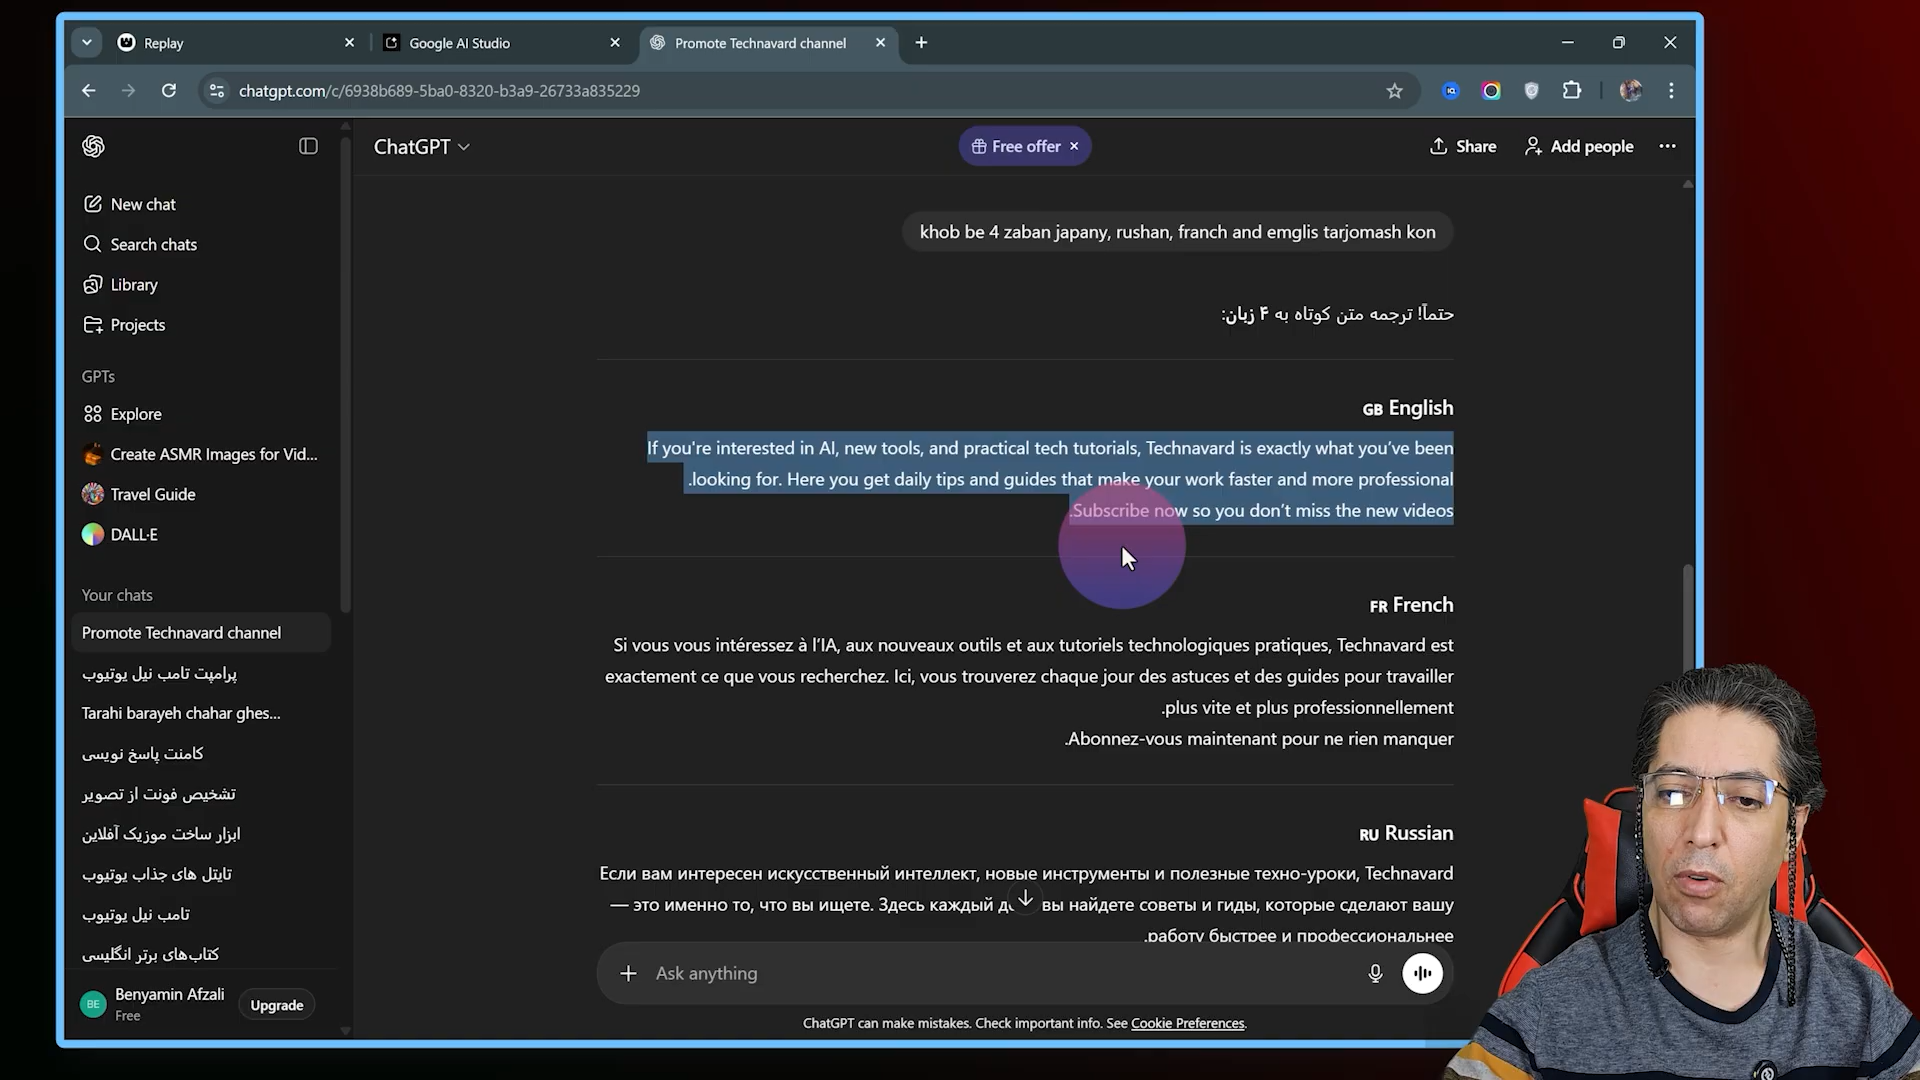 Replay
Google AI Studio
Promote Technavard channel
chatgpt.com/c/6938b689-5ba0-8320-b3a9-26733a835229
ChatGPT
Free offer
Share
Add people
New chat
Search chats
Library
Projects
GPTs
Explore
Create ASMR Images for Vid...
Travel Guide
DALL·E
Your chats
Promote Technavard channel
پرامپت تامب نیل یوتیوب
Tarahi barayeh chahar ghes...
کامنت پاسخ نویسی
تشخیص فونت از تصویر
ابزار ساخت موزیک آفلاین
تایتل های جذاب یوتیوب
تامب نیل یوتیوب
کتاب‌های برتر انگلیسی
BE
Benyamin Afzali
Free
Upgrade
khob be 4 zaban japany, rushan, franch and emglis tarjomash kon
حتماً! ترجمه متن کوتاه به ۴ زبان:
GB English
If you're interested in AI, new tools, and practical tech tutorials, Technavard is exactly what you’ve been
.looking for. Here you get daily tips and guides that make your work faster and more professional
.Subscribe now so you don’t miss the new videos
FR French
Si vous vous intéressez à l’IA, aux nouveaux outils et aux tutoriels technologiques pratiques, Technavard est
exactement ce que vous recherchez. Ici, vous trouverez chaque jour des astuces et des guides pour travailler
.plus vite et plus professionnellement
.Abonnez-vous maintenant pour ne rien manquer
RU Russian
Если вам интересен искусственный интеллект, новые инструменты и полезные техно-уроки, Technavard
— это именно то, что вы ищете. Здесь каждый вы найдете советы и гиды, которые сделают вашу
.работу быстрее и профессиональнее
Ask anything
ChatGPT can make mistakes. Check important info. See Cookie Preferences.